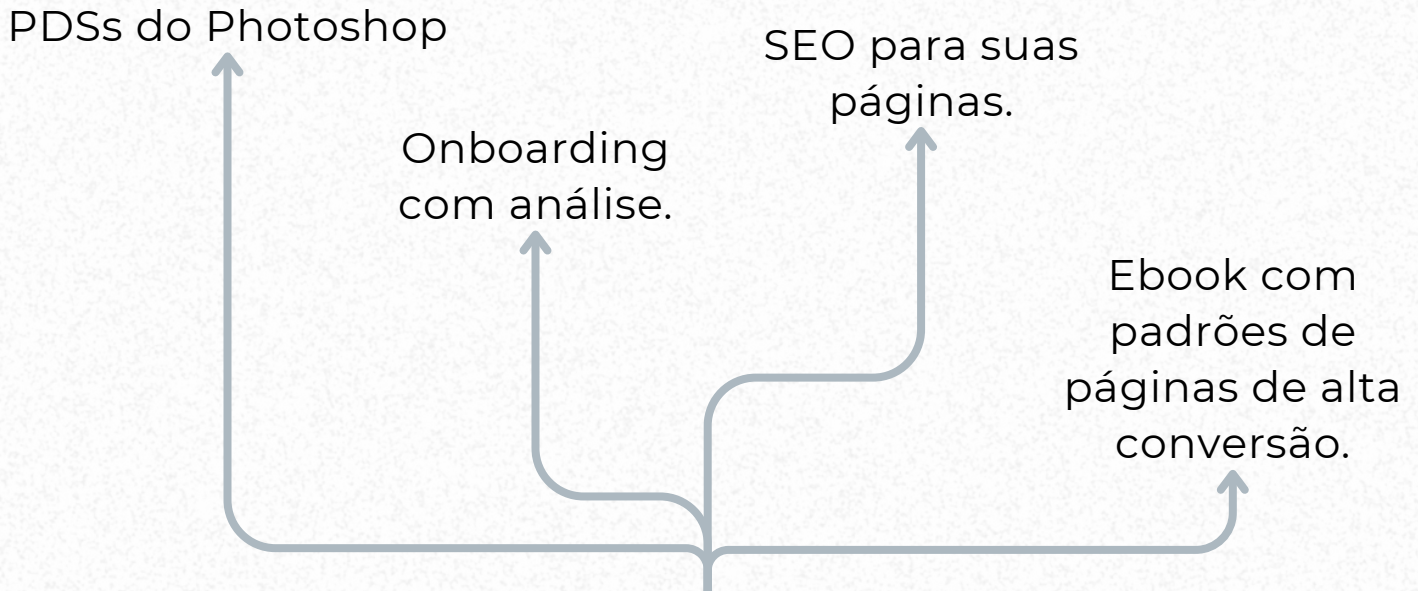 PDSs do Photoshop
Onboarding
com análise.
SEO para suas
páginas.
Ebook com
padrões de
páginas de alta
conversão.